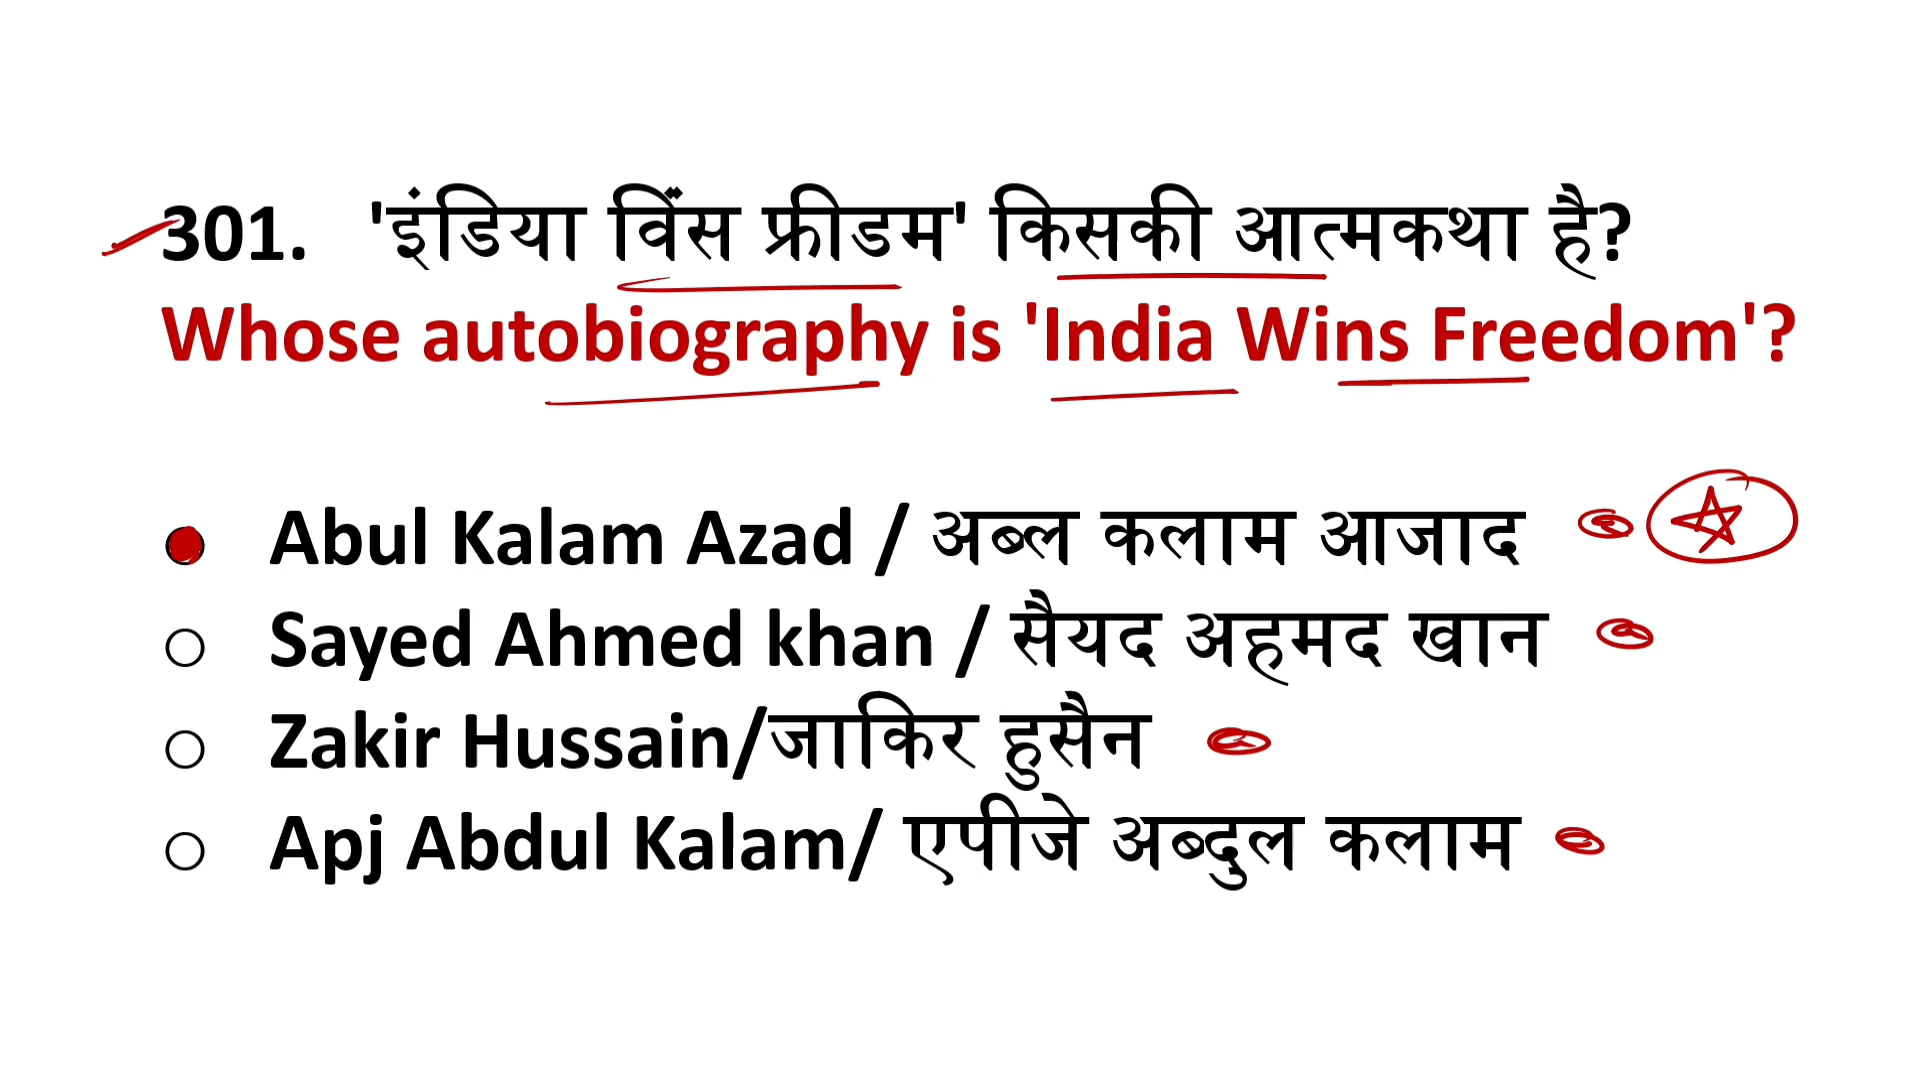 301. 'इंडिया विंस फ्रीडम' किसकी आत्मकथा है?
Whose autobiography is 'India Wins Freedom'?
Abul Kalam Azad / अब्ल कलाम आजाद
Sayed Ahmed khan / सैयद अहमद खान
Zakir Hussain/जाकिर हुसैन
Apj Abdul Kalam/ एपीजे अब्दुल कलाम